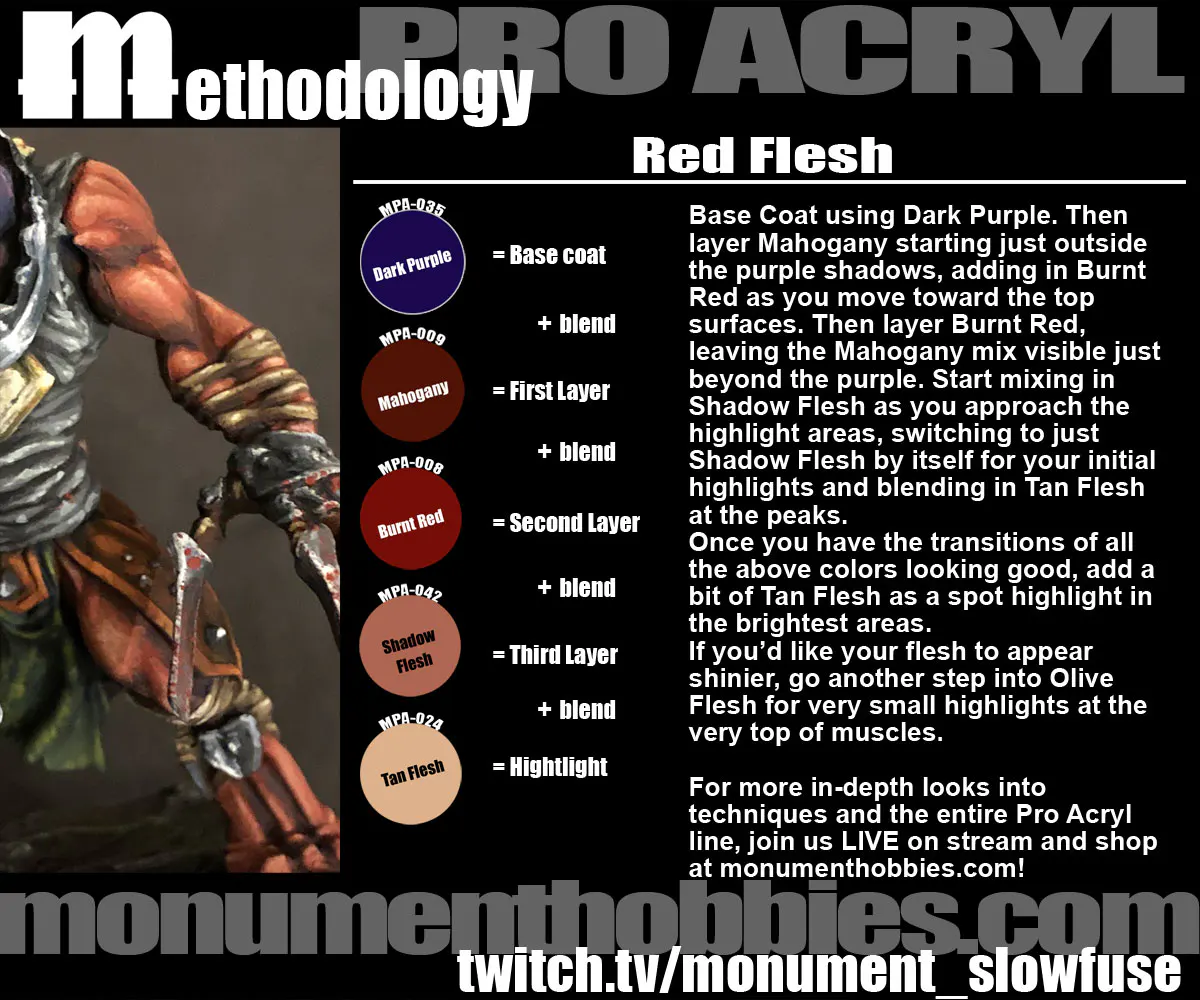 PRO ACRYL
Methodology
Red Flesh
MPA-035
Dark Purple
= Base coat
+ blend
MPA-009
Mahogany
= First Layer
+ blend
MPA-008
Burnt Red
= Second Layer
+ blend
MPA-042
Shadow
Flesh
= Third Layer
+ blend
MPA-024
Tan Flesh
= Hightlight
Base Coat using Dark Purple. Then
layer Mahogany starting just outside
the purple shadows, adding in Burnt
Red as you move toward the top
surfaces. Then layer Burnt Red,
leaving the Mahogany mix visible just
beyond the purple. Start mixing in
Shadow Flesh as you approach the
highlight areas, switching to just
Shadow Flesh by itself for your initial
highlights and blending in Tan Flesh
at the peaks.
Once you have the transitions of all
the above colors looking good, add a
bit of Tan Flesh as a spot highlight in
the brightest areas.
If you’d like your flesh to appear
shinier, go another step into Olive
Flesh for very small highlights at the
very top of muscles.
For more in-depth looks into
techniques and the entire Pro Acryl
line, join us LIVE on stream and shop
at monumenthobbies.com!
monumenthobbies.com
twitch.tv/monument_slowfuse